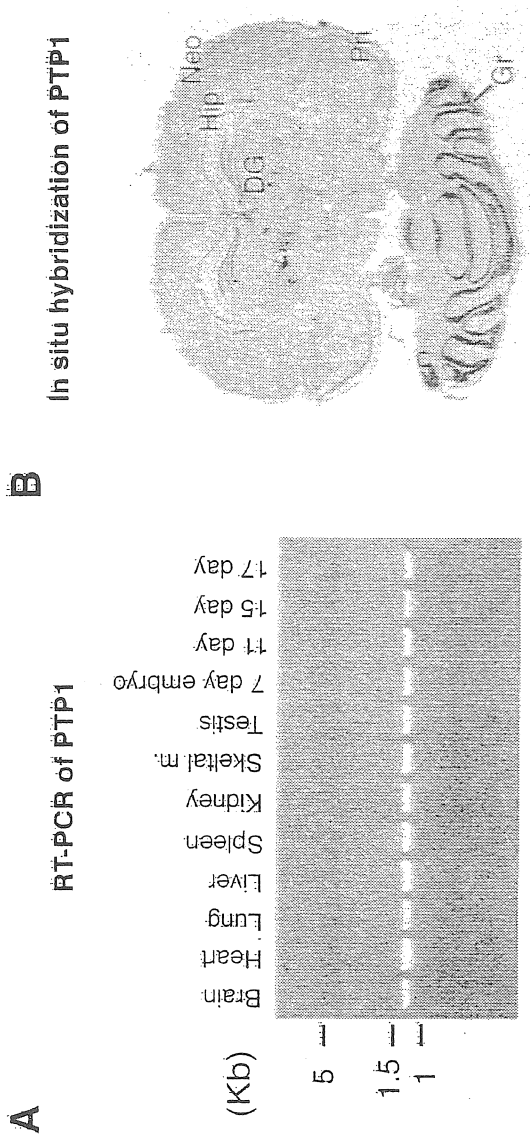 A
RT-PCR of PTP1
Brain
Heart
Lung
Liver
Spleen
Kidney
Skeltal m.
Testis
7 day embryo
11 day
15 day
17 day
(Kb)
5
1.5
1
B
In situ hybridization of PTP1
Neo
Hip
DG
Gr